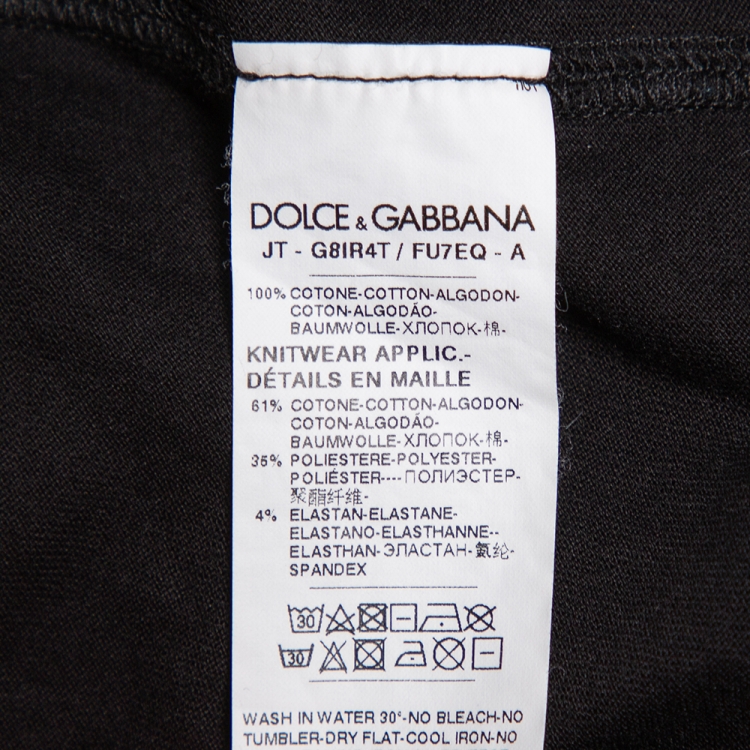 DOLCE & GABBANA
JT - G8IR4T / FU7EQ - A
100% COTONE-COTTON-ALGODON-
COTON-ALGODÃO-
BAUMWOLLE-ХЛОПОК-棉-
KNITWEAR APPLIC.-
DÉTAILS EN MAILLE
61% COTONE-COTTON-ALGODON-
COTON-ALGODÃO-
BAUMWOLLE-ХЛОПОК-棉-
35% POLIESTERE-POLYESTER-
POLIÉSTER----ПОЛИЭСТЕР-
聚酯纤维-
4% ELASTAN-ELASTANE-
ELASTANO-ELASTHANNE--
ELASTHAN-ЭЛАСТАН-氨纶-
SPANDEX
30
30
WASH IN WATER 30°-NO BLEACH-NO
TUMBLER-DRY FLAT-COOL IRON-NO